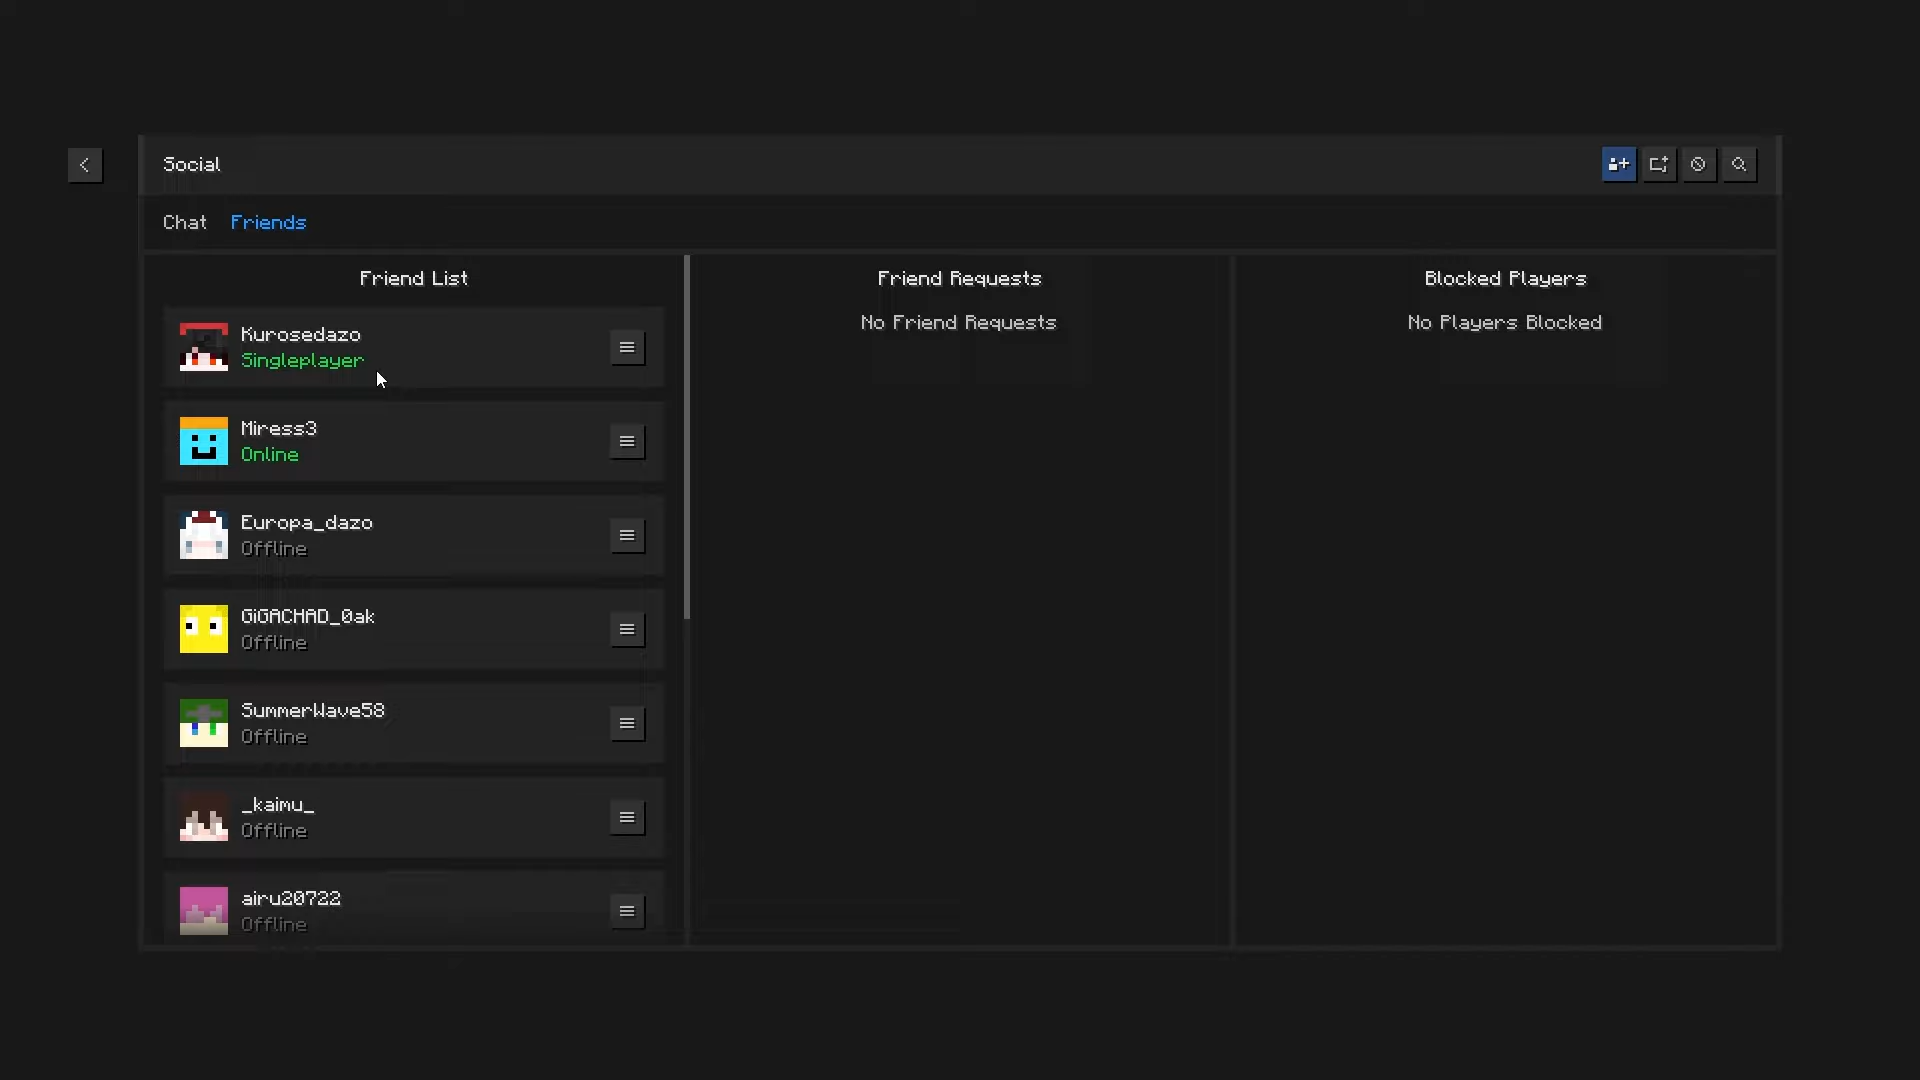 Social
Chat Friends
Friend List
Kurosedazo
Singleplayer
Miress3
Online
Europa_dazo
Offline
GiGACHAD_0ak
Offline
SummerWave58
Offline
_kaimu_
Offline
airu20722
Offline
Friend Requests
No Friend Requests
Blocked Players
No Players Blocked